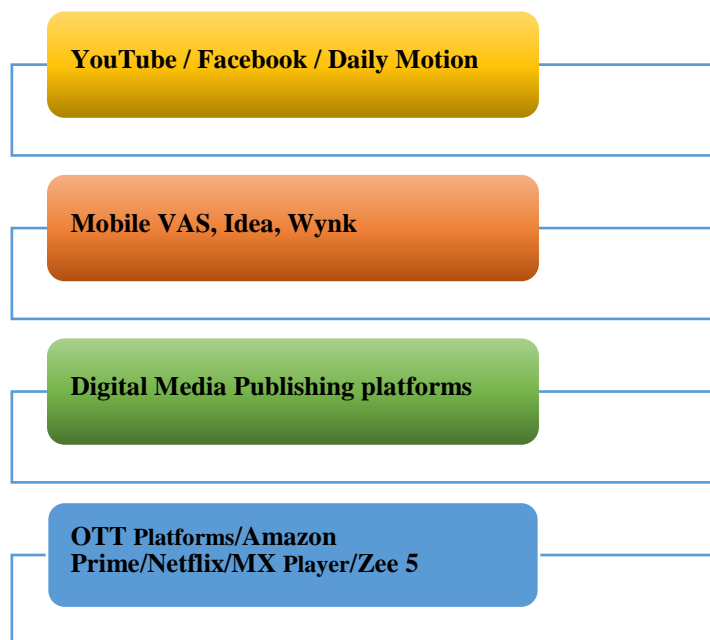 YouTube / Facebook / Daily Motion
Mobile VAS, Idea, Wynk
Digital Media Publishing platforms
OTT Platforms/Amazon
Prime/Netflix/MX Player/Zee 5